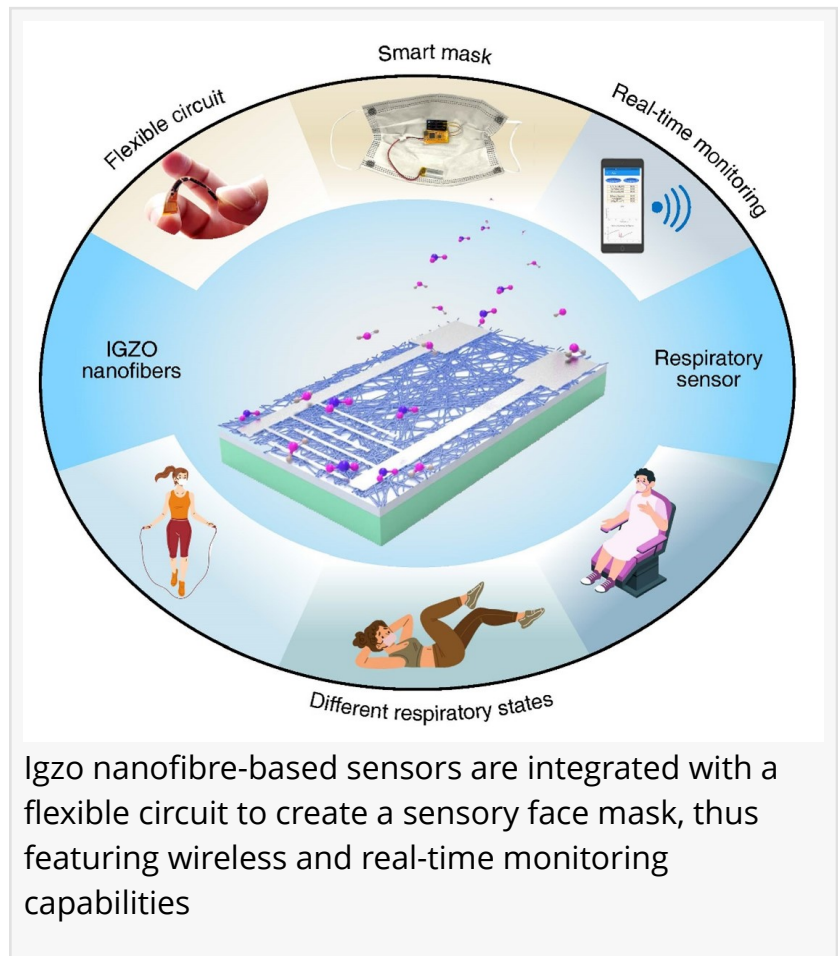 Smart mask
Flexible circuit
Real-time monitoring
IGZO
nanofibers
Respiratory
sensor
Different respiratory states
Igzo nanofibre-based sensors are integrated with a
flexible circuit to create a sensory face mask, thus
featuring wireless and real-time monitoring
capabilities